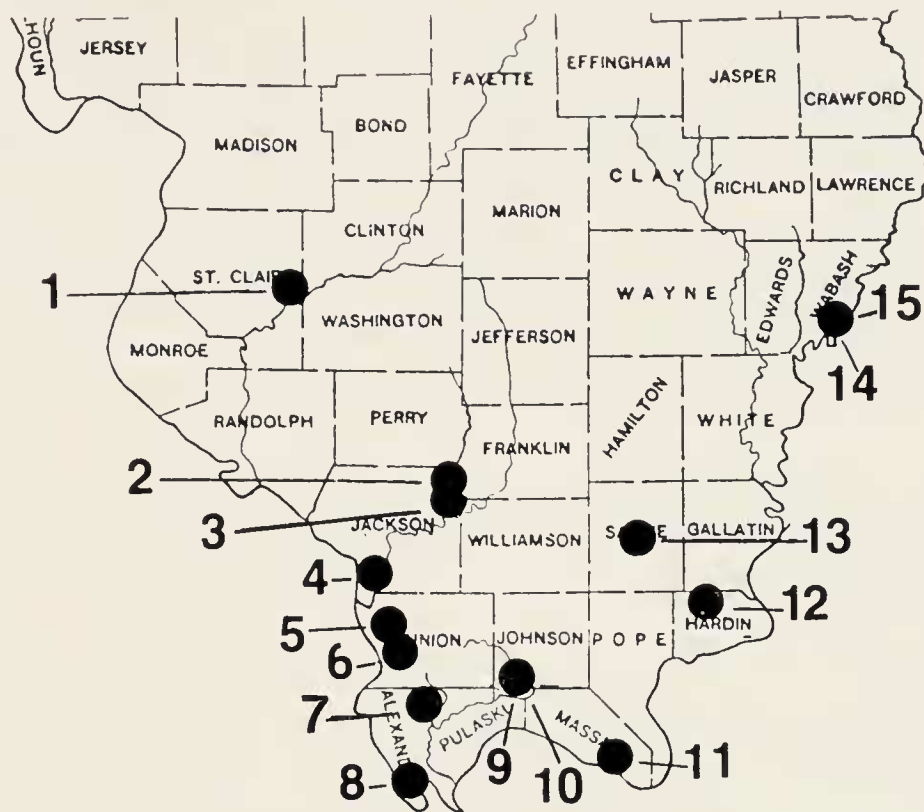 HOUN
JERSEY
FAYETTE
EFFINGHAM
JASPER
CRAWFORD
MADISON
BOND
CLAY
RICHLAND
LAWRENCE
MARION
CLINTON
1
ST. CLAIR
WAYNE
EDWARDS
WABASH
15
WASHINGTON
JEFFERSON
MONROE
14
RANDOLPH
PERRY
HAMILTON
WHITE
FRANKLIN
2
3
JACKSON
WILLIAMSON
GALLATIN
13
4
12
5
NION
JOHNSON
POPE
HARDIN
6
7
ALEXAND
PULASKI
MASSA
9
10
11
8